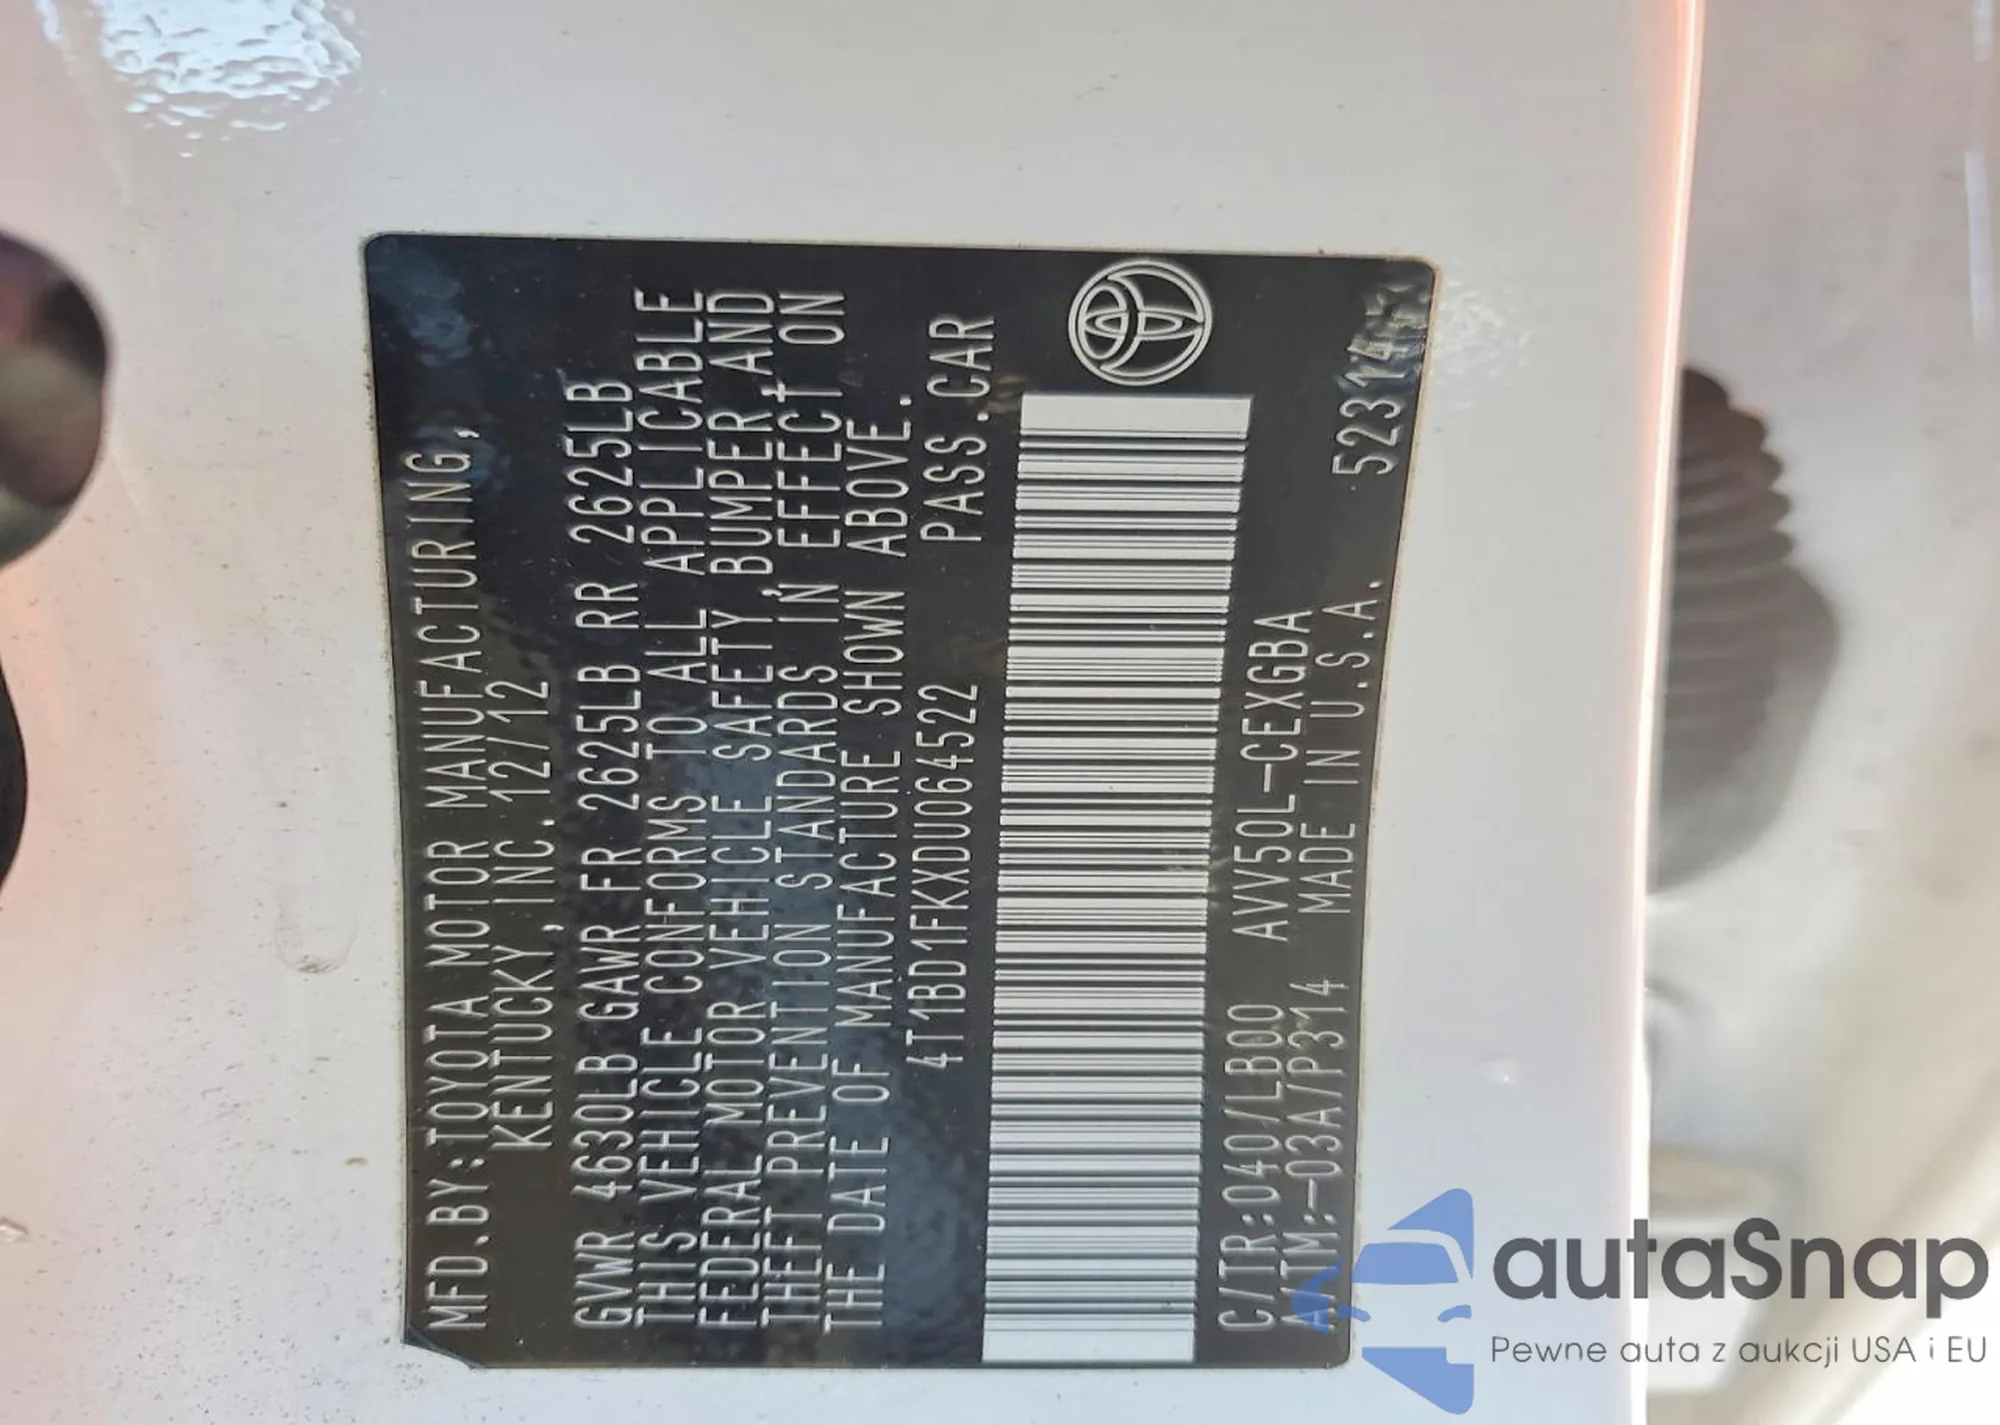 MFD.BY:TOYOTA MOTOR MANUFACTURING,
KENTUCKY,INC.12/12
GVWR 4630LB GAWR FR 2625LB RR 2625LB
THIS VEHICLE CONFORMS TO ALL APPLICABLE
FEDERAL MOTOR VEHICLE SAFETY,BUMPER,AND
THEFT PREVENTION STANDARDS IN EFFECT ON
THE DATE OF MANUFACTURE SHOWN ABOVE.
4T1BD1FKXDU064522 PASS.CAR
C/TR:040/LB00 AVV50L-CEXGBA
A/TM:-03A/P314 MADE IN U.S.A. 52314
autaSnap
Pewne auta z aukcji USA i EU